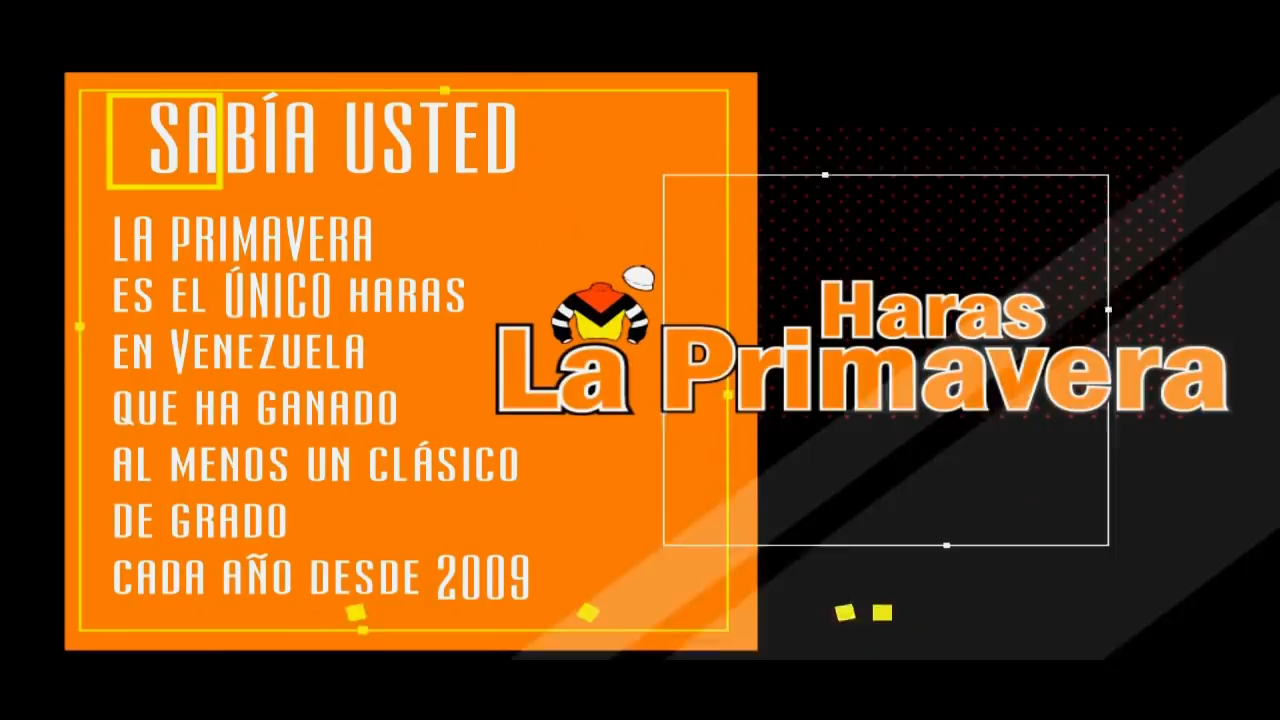 SABÍA USTED
LA PRIMAVERA
ES EL ÚNICO HARAS
EN VENEZUELA
QUE HA GANADO
AL MENOS UN CLÁSICO
DE GRADO
CADA AÑO DESDE 2009
Haras
La Primavera